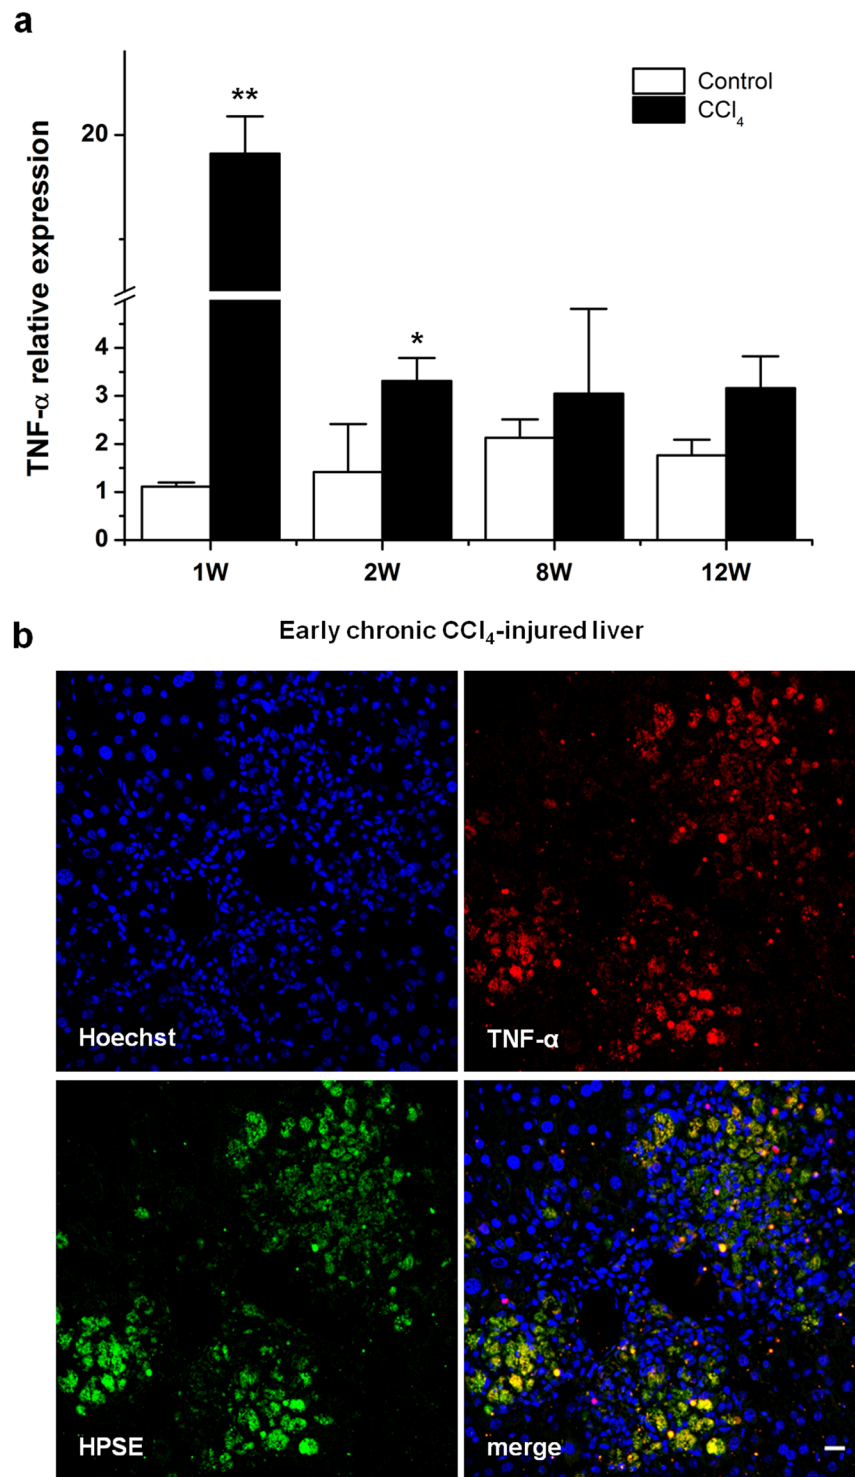 a
**
Control
CCl₄
20
TNF-α relative expression
*
4
3
2
1
0
1W
2W
8W
12W
b
Early chronic CCl₄-injured liver
Hoechst
TNF-α
HPSE
merge